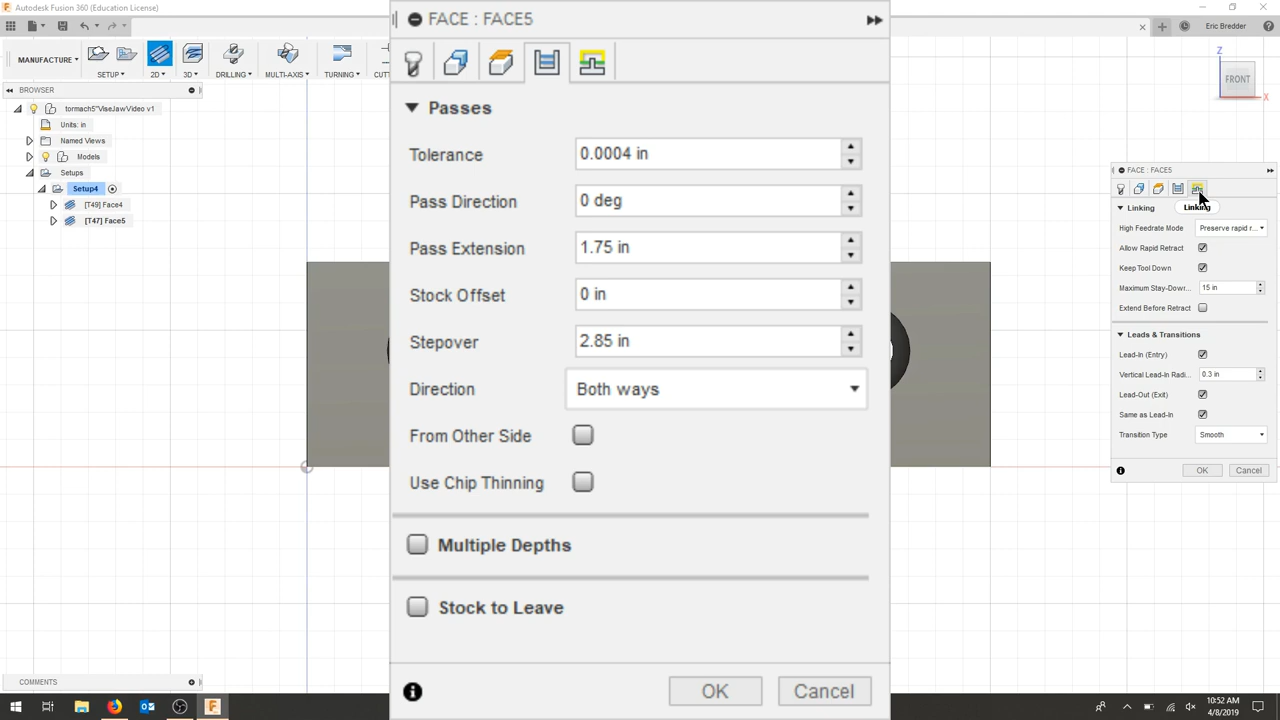 Autodesk Fusion 360 (Education License)
Eric Bredder
MANUFACTURE
SETUP
2D
3D
DRILLING
MULTI-AXIS
TURNING
BROWSER
tormach5"ViseJawVideo v1
Units: in
Named Views
Models
Setups
Setup4
[T49] Face4
[T47] Face5
FACE : FACE5
Passes
Tolerance 0.0004 in
Pass Direction 0 deg
Pass Extension 1.75 in
Stock Offset 0 in
Stepover 2.85 in
Direction Both ways
From Other Side
Use Chip Thinning
Multiple Depths
Stock to Leave
OK Cancel
Z
FRONT
X
FACE : FACE5
Linking
Linking
High Feedrate Mode Preserve rapid r...
Allow Rapid Retract
Keep Tool Down
Maximum Stay-Dow... 15 in
Extend Before Retract
Leads & Transitions
Lead-In (Entry)
Vertical Lead-In Radi... 0.3 in
Lead-Out (Exit)
Same as Lead-In
Transition Type Smooth
OK Cancel
COMMENTS
10:52 AM
4/8/2019